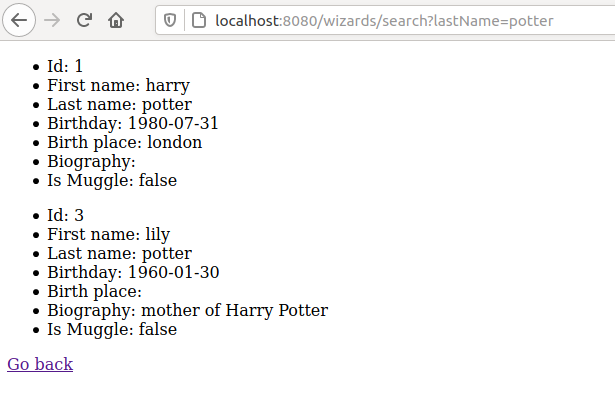 localhost:8080/wizards/search?lastName=potter
Id: 1
First name: harry
Last name: potter
Birthday: 1980-07-31
Birth place: london
Biography:
Is Muggle: false
Id: 3
First name: lily
Last name: potter
Birthday: 1960-01-30
Birth place:
Biography: mother of Harry Potter
Is Muggle: false
Go back